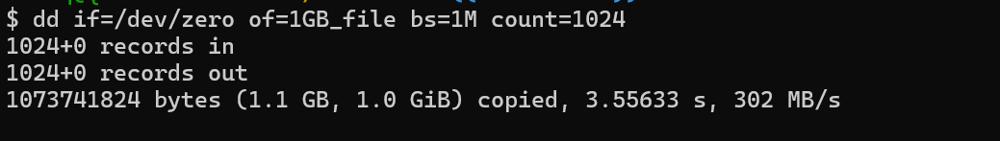 $ dd if=/dev/zero of=1GB_file bs=1M count=1024
1024+0 records in
1024+0 records out
1073741824 bytes (1.1 GB, 1.0 GiB) copied, 3.55633 s, 302 MB/s